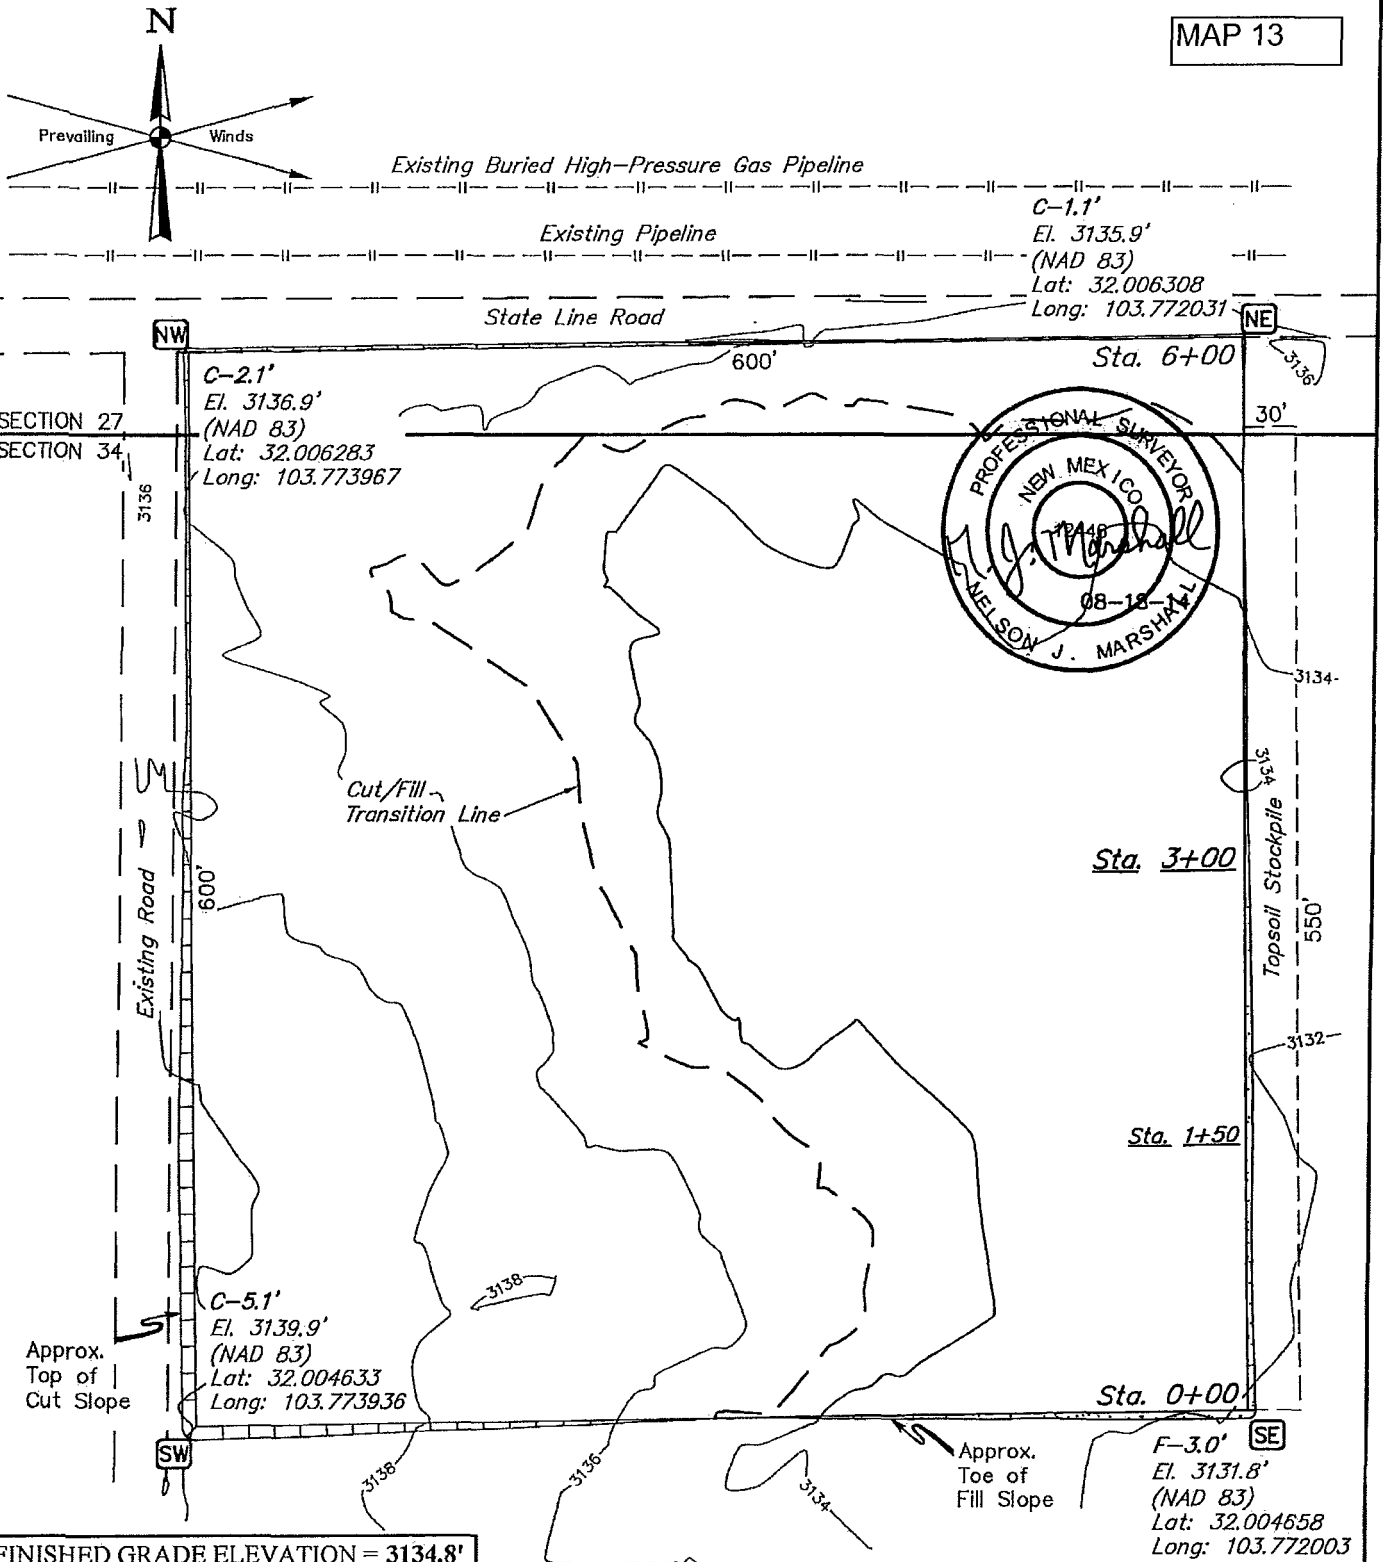 N
MAP 13
Prevailing Winds
Existing Buried High-Pressure Gas Pipeline
Existing Pipeline
C-1.1'
El. 3135.9'
(NAD 83)
Lat: 32.006308
Long: 103.772031
State Line Road
NW
NE
600'
Sta. 6+00
3136
C-2.1'
El. 3136.9'
(NAD 83)
Lat: 32.006283
Long: 103.773967
SECTION 27
SECTION 34
30'
3136
PROFESSIONAL SURVEYOR
NEW MEXICO
N. J. Marshall
08-18-14
NELSON J. MARSHALL
3134
3134
Cut/Fill
Transition Line
Sta. 3+00
600'
Existing Road
Topsoil Stockpile
550'
3132
Sta. 1+50
3138
C-5.1'
El. 3139.9'
(NAD 83)
Lat: 32.004633
Long: 103.773936
Approx.
Top of
Cut Slope
Sta. 0+00
SW
SE
3138
3136
3134
Approx.
Toe of
Fill Slope
F-3.0'
El. 3131.8'
(NAD 83)
Lat: 32.004658
Long: 103.772003
FINISHED GRADE ELEVATION = 3134.8'